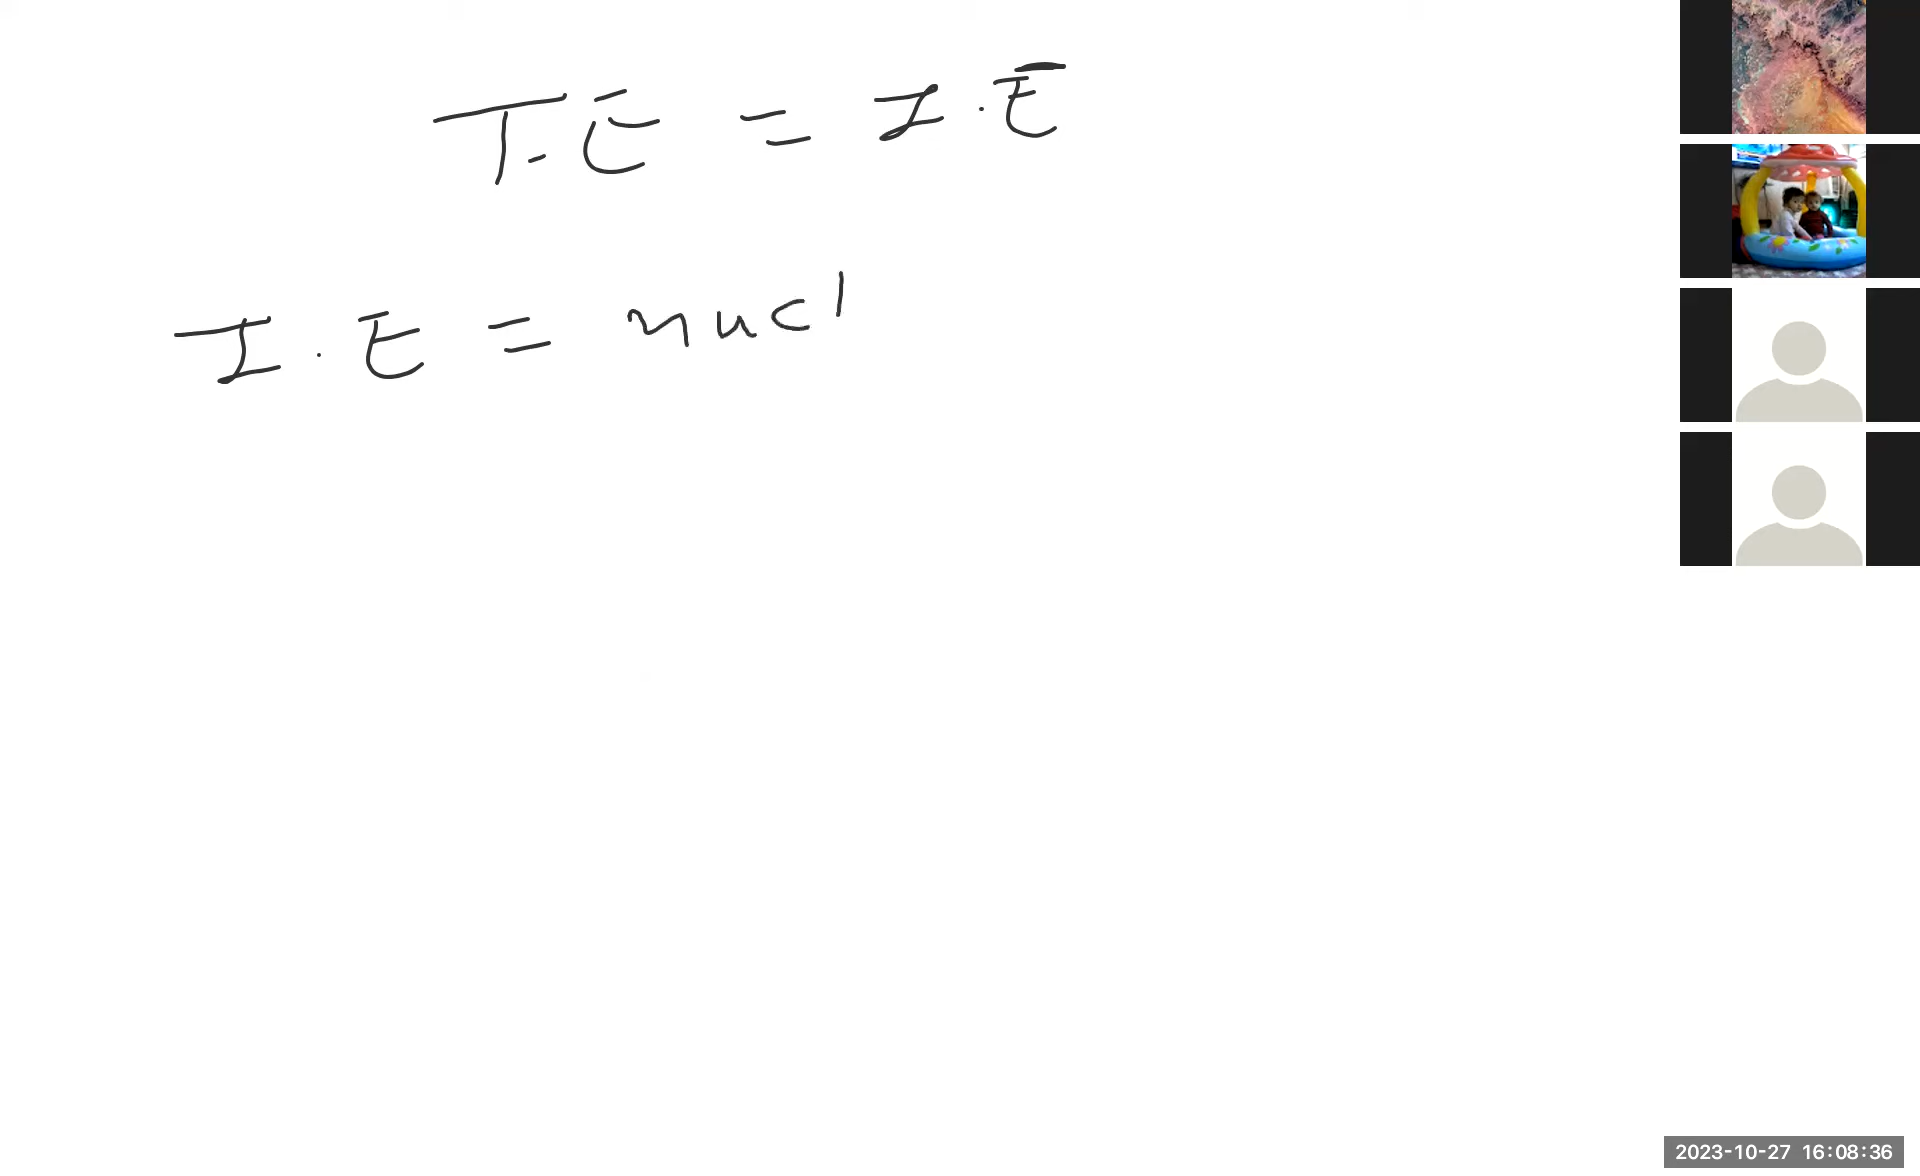 T.E = I.E
I.E = nucl
2023-10-27 16:08:36